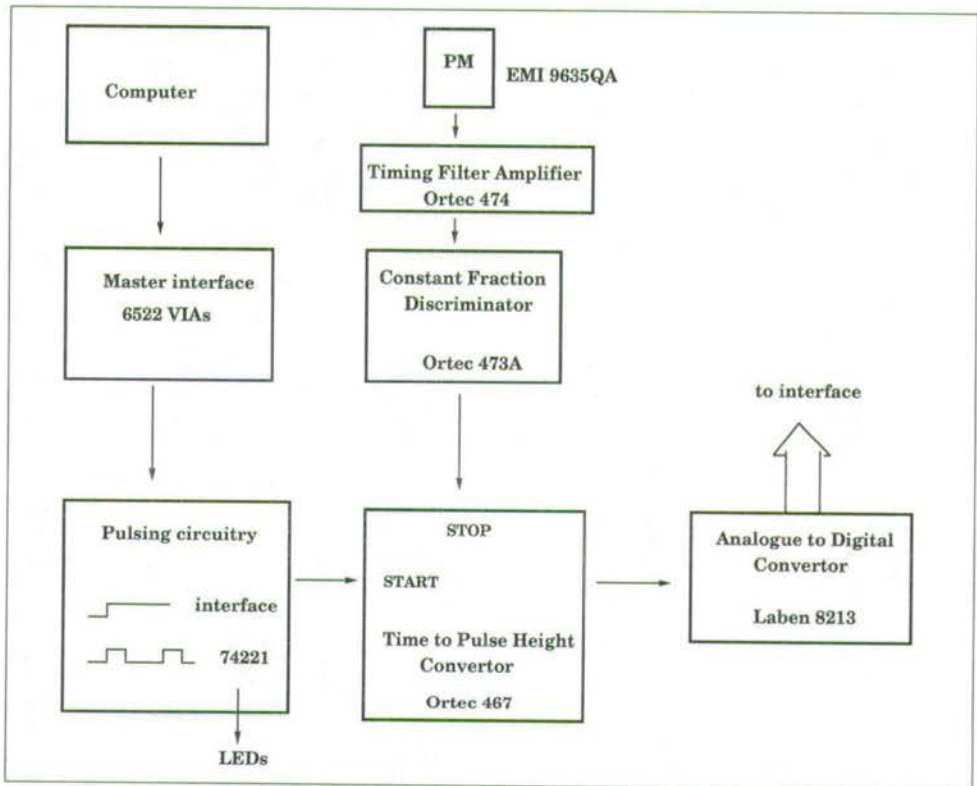 Computer
PM
EMI 9635QA
Timing Filter Amplifier
Ortec 474
Master interface
6522 VIAs
Constant Fraction
Discriminator
Ortec 473A
to interface
Pulsing circuitry
interface
74221
LEDs
STOP
START
Time to Pulse Height
Convertor
Ortec 467
Analogue to Digital
Convertor
Laben 8213